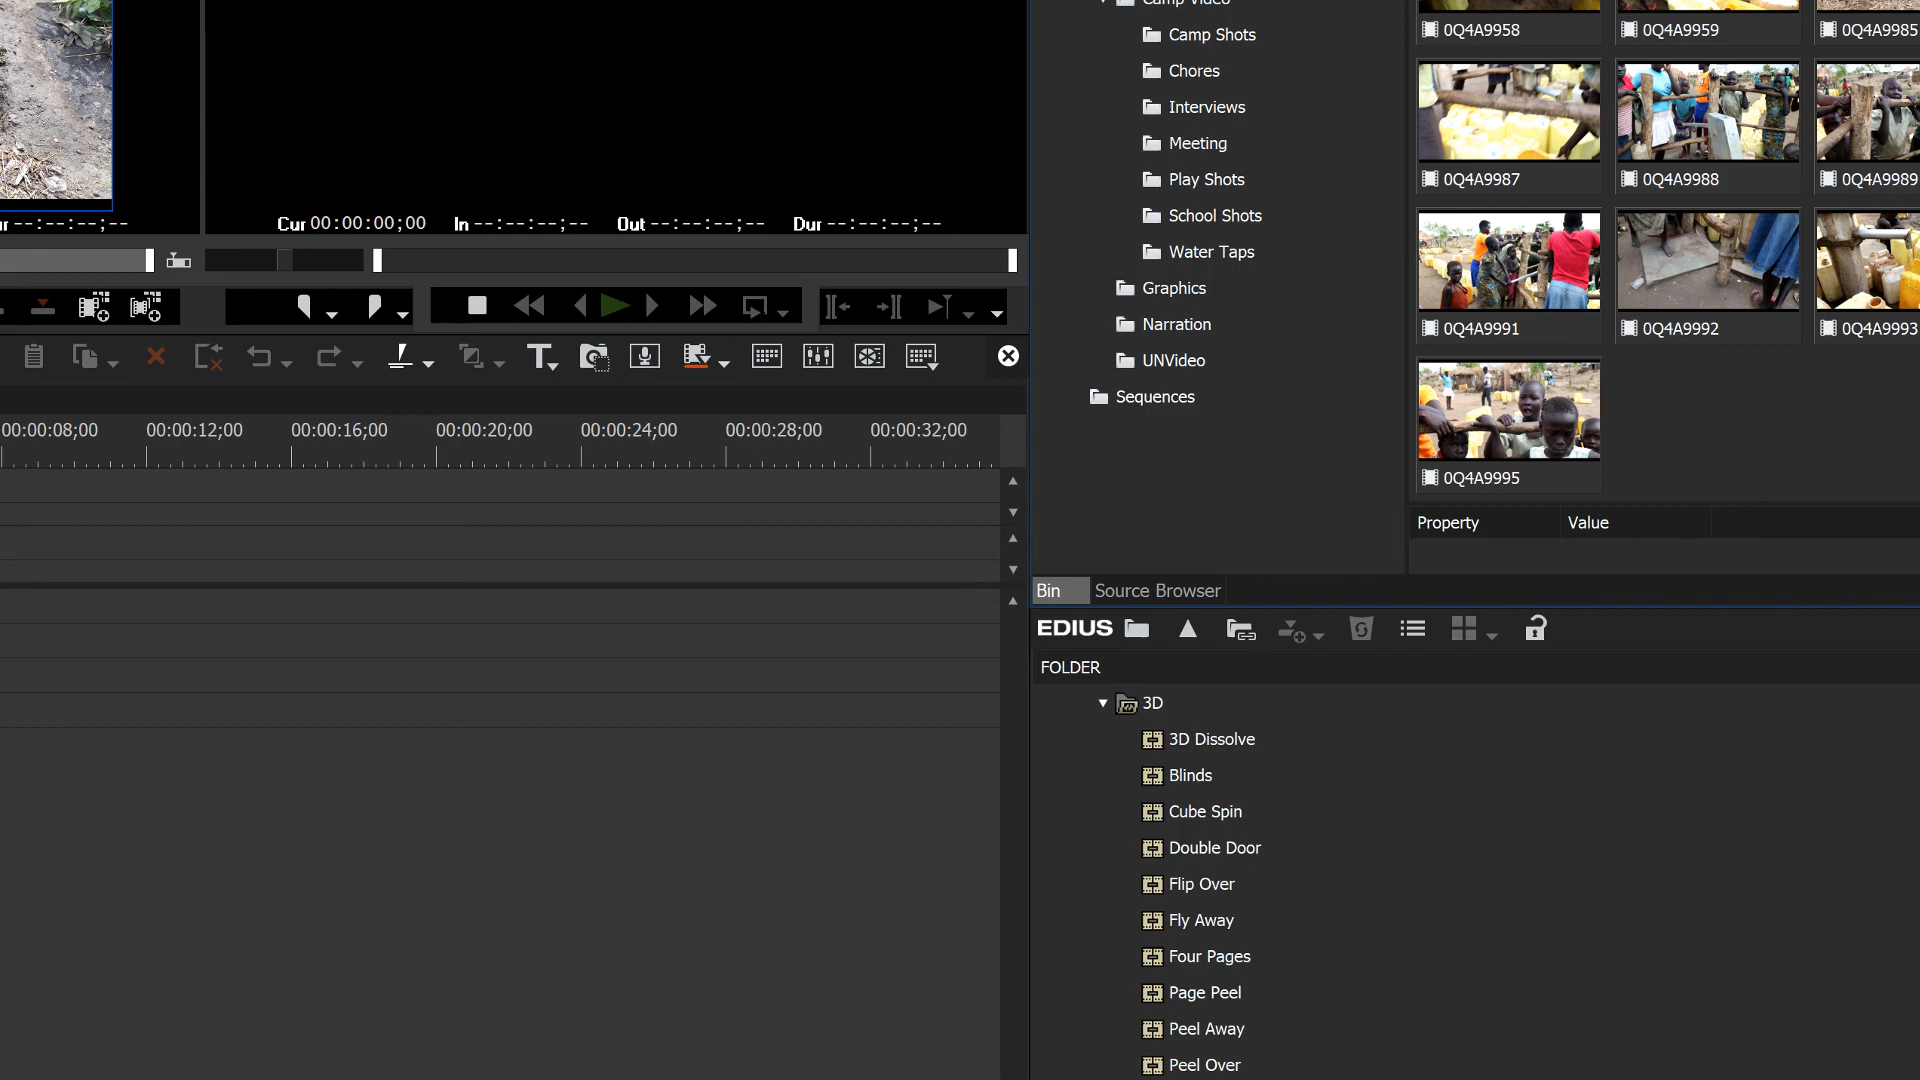 Camp Video
Camp Shots
Chores
Interviews
Meeting
Play Shots
School Shots
Water Taps
Graphics
Narration
UNVideo
Sequences
0Q4A9958
0Q4A9959
0Q4A9985
0Q4A9987
0Q4A9988
0Q4A9989
0Q4A9991
0Q4A9992
0Q4A9993
0Q4A9995
Property Value
--:--:--;--
Cur 00:00:00;00 In --:--:--;-- Out --:--:--;-- Dur --:--:--;--
T
00:00:08;00 00:00:12;00 00:00:16;00 00:00:20;00 00:00:24;00 00:00:28;00 00:00:32;00
Bin Source Browser
EDIUS
FOLDER
3D
3D Dissolve
Blinds
Cube Spin
Double Door
Flip Over
Fly Away
Four Pages
Page Peel
Peel Away
Peel Over